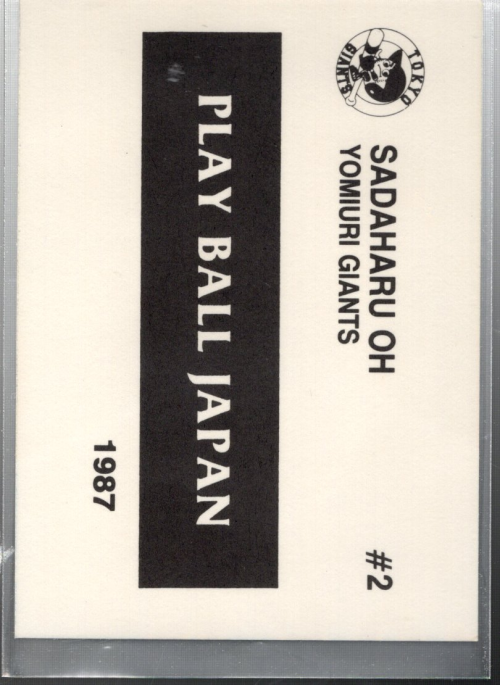 TOKYO
GIANTS
SADAHARU OH
YOMIURI GIANTS
#2
PLAY BALL JAPAN
1987